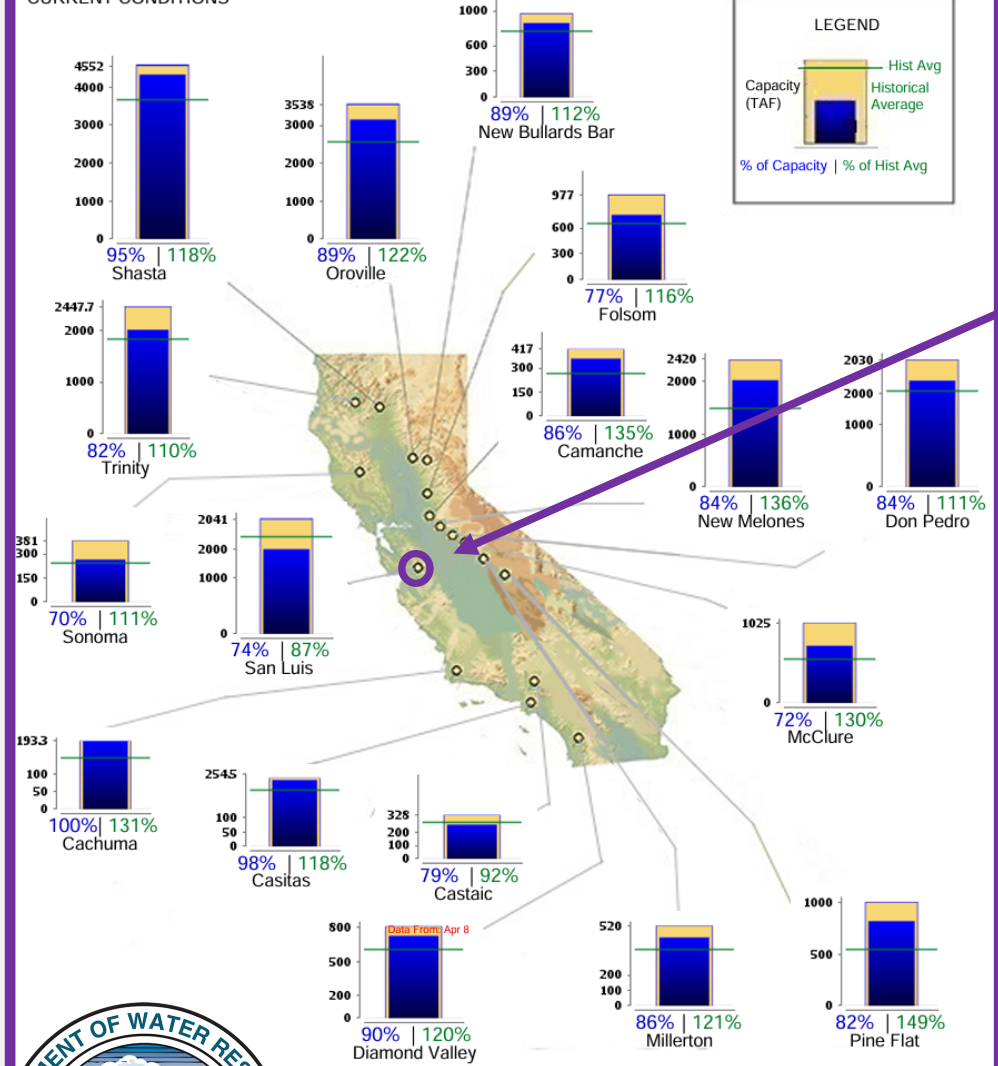 CURRENT CONDITIONS
LEGEND
Hist Avg
Capacity
(TAF)
Historical
Average
% of Capacity | % of Hist Avg
1000
600
300
0
89% | 112%
New Bullards Bar
4552
4000
3000
2000
1000
0
95% | 118%
Shasta
3538
3000
2000
1000
0
89% | 122%
Oroville
977
600
300
0
77% | 116%
Folsom
2447.7
2000
1000
0
82% | 110%
Trinity
417
300
150
0
86% | 135%
Camanche
2420
2000
1000
0
84% | 136%
New Melones
2030
2000
1000
0
84% | 111%
Don Pedro
381
300
150
0
70% | 111%
Sonoma
2041
2000
1000
0
74% | 87%
San Luis
1025
0
72% | 130%
McClure
193.3
100
50
0
100% | 131%
Cachuma
254.5
100
50
0
98% | 118%
Casitas
328
200
100
0
79% | 92%
Castaic
800
Data From: Apr 8
500
200
0
90% | 120%
Diamond Valley
520
200
100
0
86% | 121%
Millerton
1000
500
0
82% | 149%
Pine Flat
MENT OF WATER RES